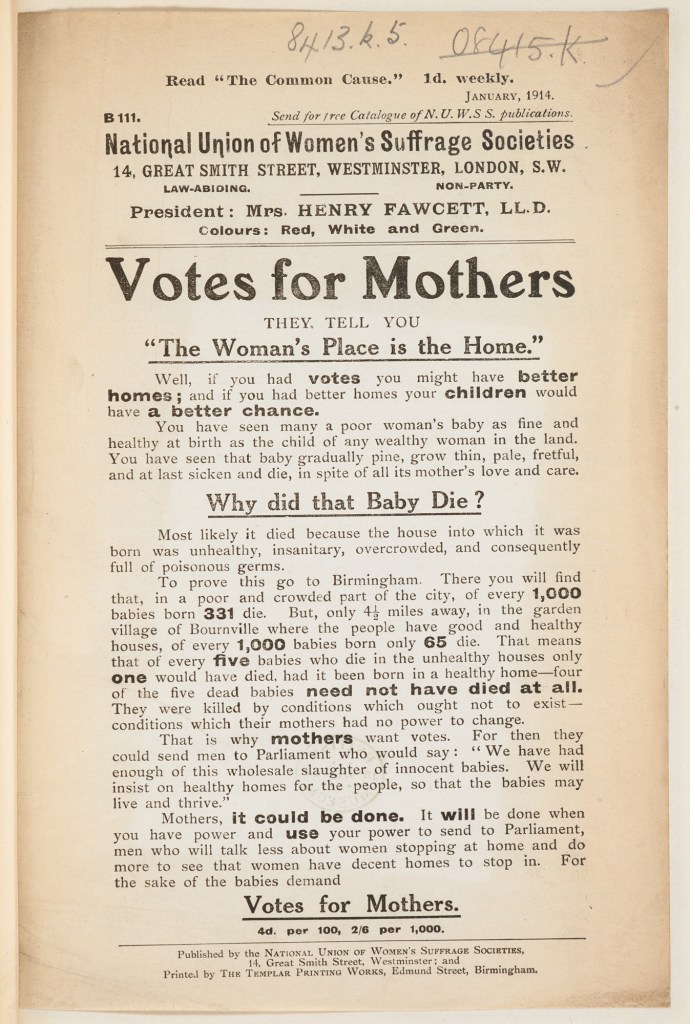 8413.k.5. 08415.K.
Read "The Common Cause." 1d. weekly.
January, 1914.
B 111. Send for free Catalogue of N. U. W. S S. publications.
National Union of Women's Suffrage Societies
14, GREAT SMITH STREET, WESTMINSTER, LONDON, S.W.
LAW-ABIDING. NON-PARTY.
President: Mrs. HENRY FAWCETT, LL.D.
Colours: Red, White and Green.
Votes for Mothers
THEY. TELL YOU
"The Woman's Place is the Home."
Well, if you had votes you might have better
homes; and if you had better homes your children would
have a better chance.
You have seen many a poor woman's baby as fine and
healthy at birth as the child of any wealthy woman in the land.
You have seen that baby gradually pine, grow thin, pale, fretful,
and at last sicken and die, in spite of all its mother's love and care.
Why did that Baby Die?
Most likely it died because the house into which it was
born was unhealthy, insanitary, overcrowded, and consequently
full of poisonous germs.
To prove this go to Birmingham. There you will find
that, in a poor and crowded part of the city, of every 1,000
babies born 331 die. But, only 4½ miles away, in the garden
village of Bournville where the people have good and healthy
houses, of every 1,000 babies born only 65 die. That means
that of every five babies who die in the unhealthy houses only
one would have died, had it been born in a healthy home—four
of the five dead babies need not have died at all.
They were killed by conditions which ought not to exist—
conditions which their mothers had no power to change.
That is why mothers want votes. For then they
could send men to Parliament who would say: "We have had
enough of this wholesale slaughter of innocent babies. We will
insist on healthy homes for the people, so that the babies may
live and thrive."
Mothers, it could be done. It will be done when
you have power and use your power to send to Parliament,
men who will talk less about women stopping at home and do
more to see that women have decent homes to stop in. For
the sake of the babies demand
Votes for Mothers.
4d. per 100, 2/6 per 1,000.
Published by the National Union of Women's Suffrage Societies,
14, Great Smith Street, Westminster; and
Printed by The Templar Printing Works, Edmund Street, Birmingham.